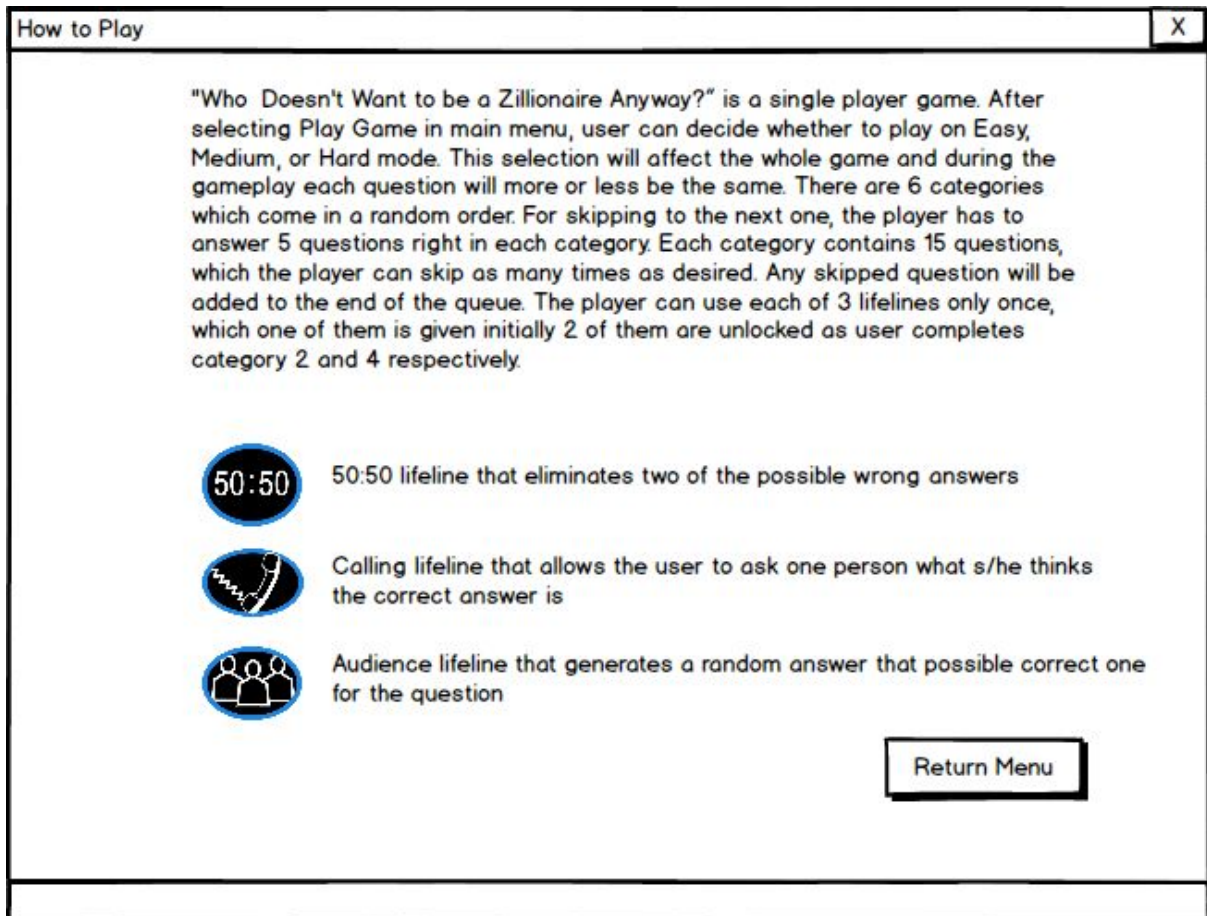 How to Play
X
"Who Doesn't Want to be a Zillionaire Anyway?" is a single player game. After
selecting Play Game in main menu, user can decide whether to play on Easy,
Medium, or Hard mode. This selection will affect the whole game and during the
gameplay each question will more or less be the same. There are 6 categories
which come in a random order. For skipping to the next one, the player has to
answer 5 questions right in each category. Each category contains 15 questions,
which the player can skip as many times as desired. Any skipped question will be
added to the end of the queue. The player can use each of 3 lifelines only once,
which one of them is given initially 2 of them are unlocked as user completes
category 2 and 4 respectively.
50:50
50:50 lifeline that eliminates two of the possible wrong answers
Calling lifeline that allows the user to ask one person what s/he thinks
the correct answer is
Audience lifeline that generates a random answer that possible correct one
for the question
Return Menu